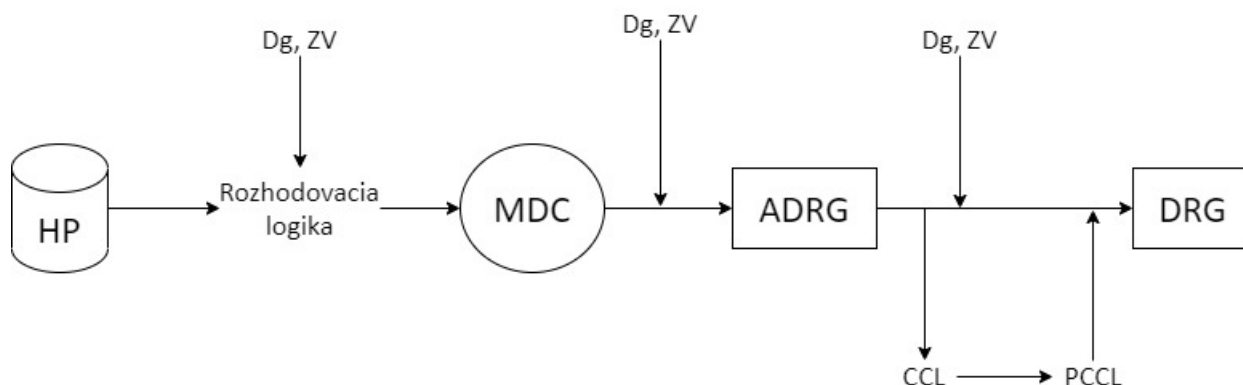 Dg, ZV
Dg, ZV
Dg, ZV
HP
Rozhodovacia
logika
MDC
ADRG
DRG
CCL
PCCL